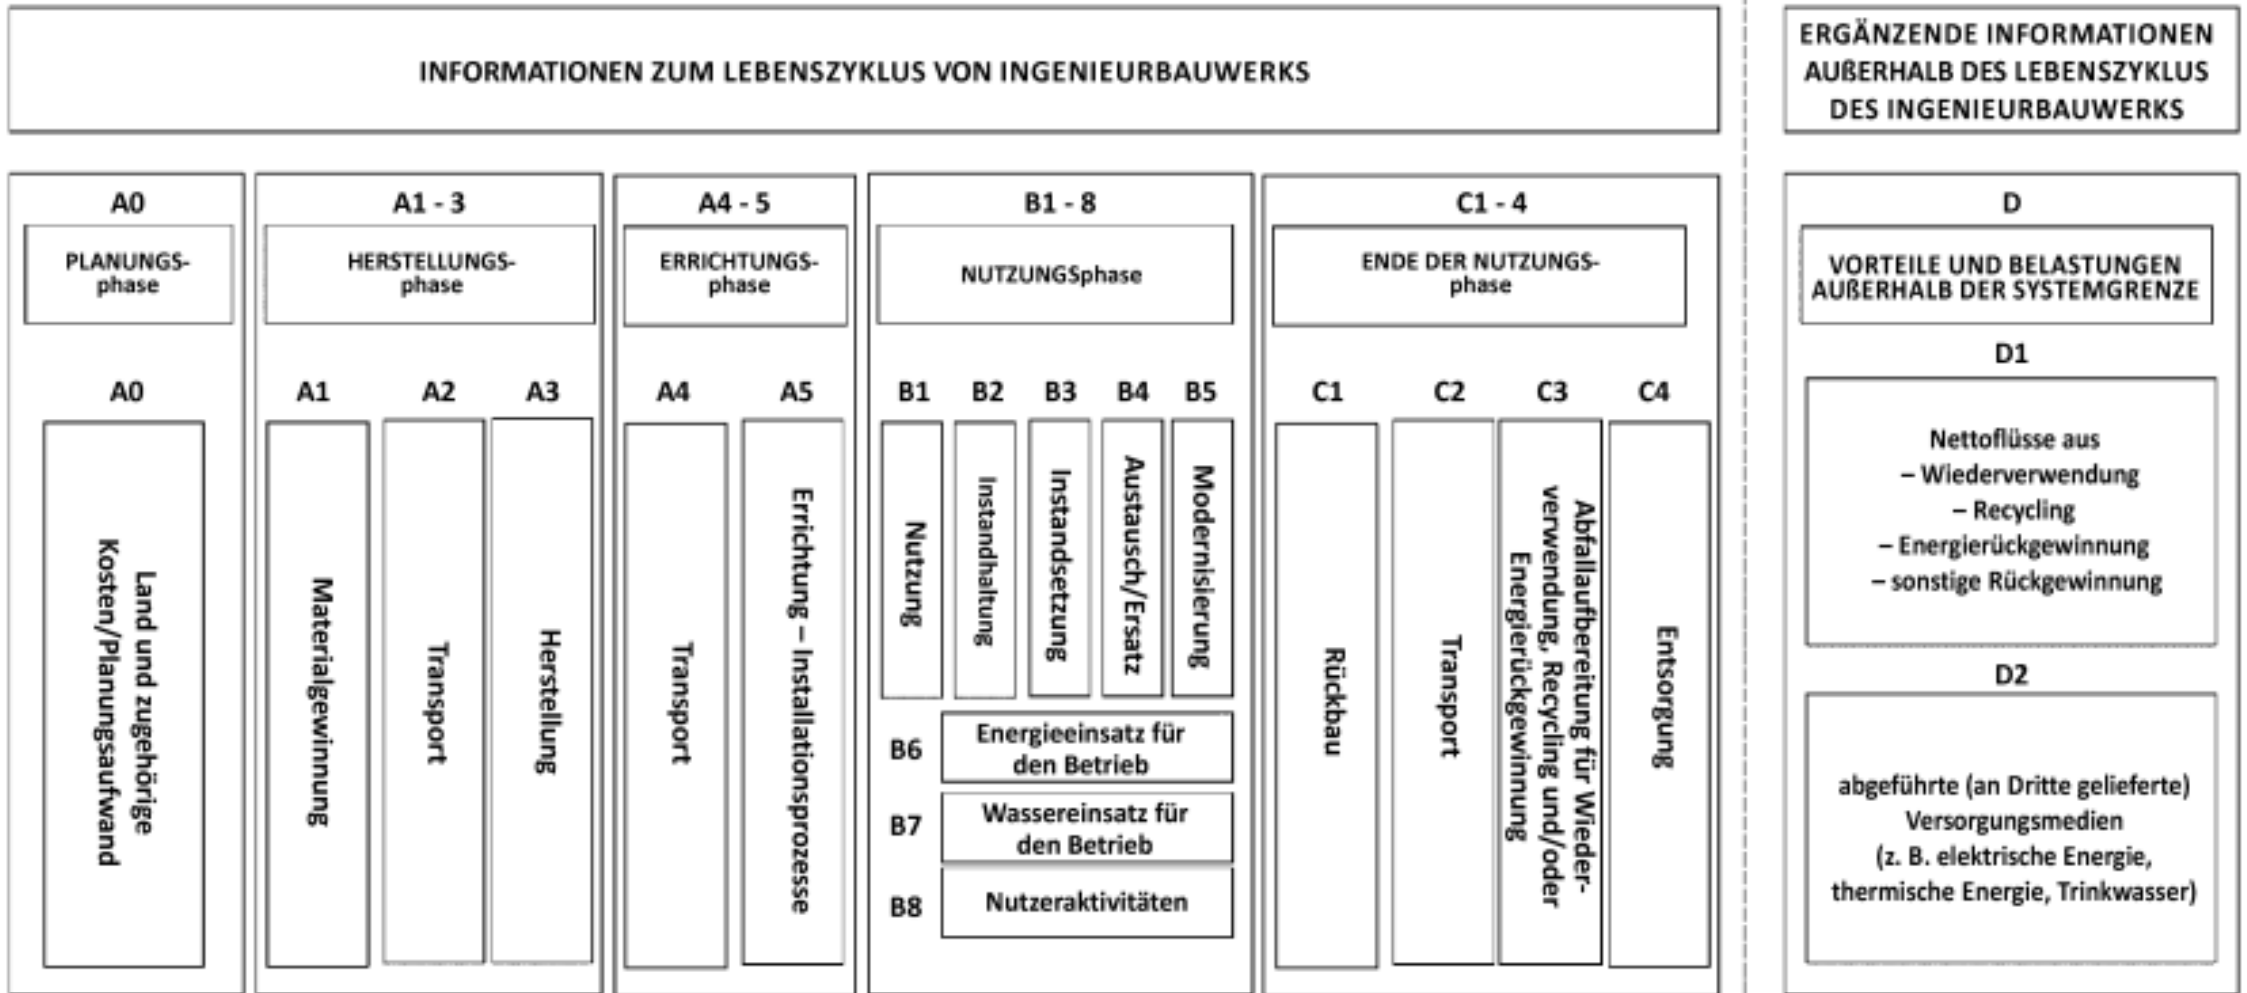 INFORMATIONEN ZUM LEBENSZYKLUS VON INGENIEURBAUWERKS
ERGÄNZENDE INFORMATIONEN
AUßERHALB DES LEBENSZYKLUS
DES INGENIEURBAUWERKS
A0
PLANUNGS-
phase
A0
Land und zugehörige
Kosten/Planungsaufwand
A1 - 3
HERSTELLUNGS-
phase
A1
Materialgewinnung
A2
Transport
A3
Herstellung
A4 - 5
ERRICHTUNGS-
phase
A4
Transport
A5
Errichtung – Installationsprozesse
B1 - 8
NUTZUNGSphase
B1
Nutzung
B2
Instandhaltung
B3
Instandsetzung
B4
Austausch/Ersatz
B5
Modernisierung
B6
Energieeinsatz für
den Betrieb
B7
Wassereinsatz für
den Betrieb
B8
Nutzeraktivitäten
C1 - 4
ENDE DER NUTZUNGS-
phase
C1
Rückbau
C2
Transport
C3
Abfallaufbereitung für Wieder-
verwendung, Recycling und/oder
Energierückgewinnung
C4
Entsorgung
D
VORTEILE UND BELASTUNGEN
AUßERHALB DER SYSTEMGRENZE
D1
Nettoflüsse aus
– Wiederverwendung
– Recycling
– Energierückgewinnung
– sonstige Rückgewinnung
D2
abgeführte (an Dritte gelieferte)
Versorgungsmedien
(z. B. elektrische Energie,
thermische Energie, Trinkwasser)